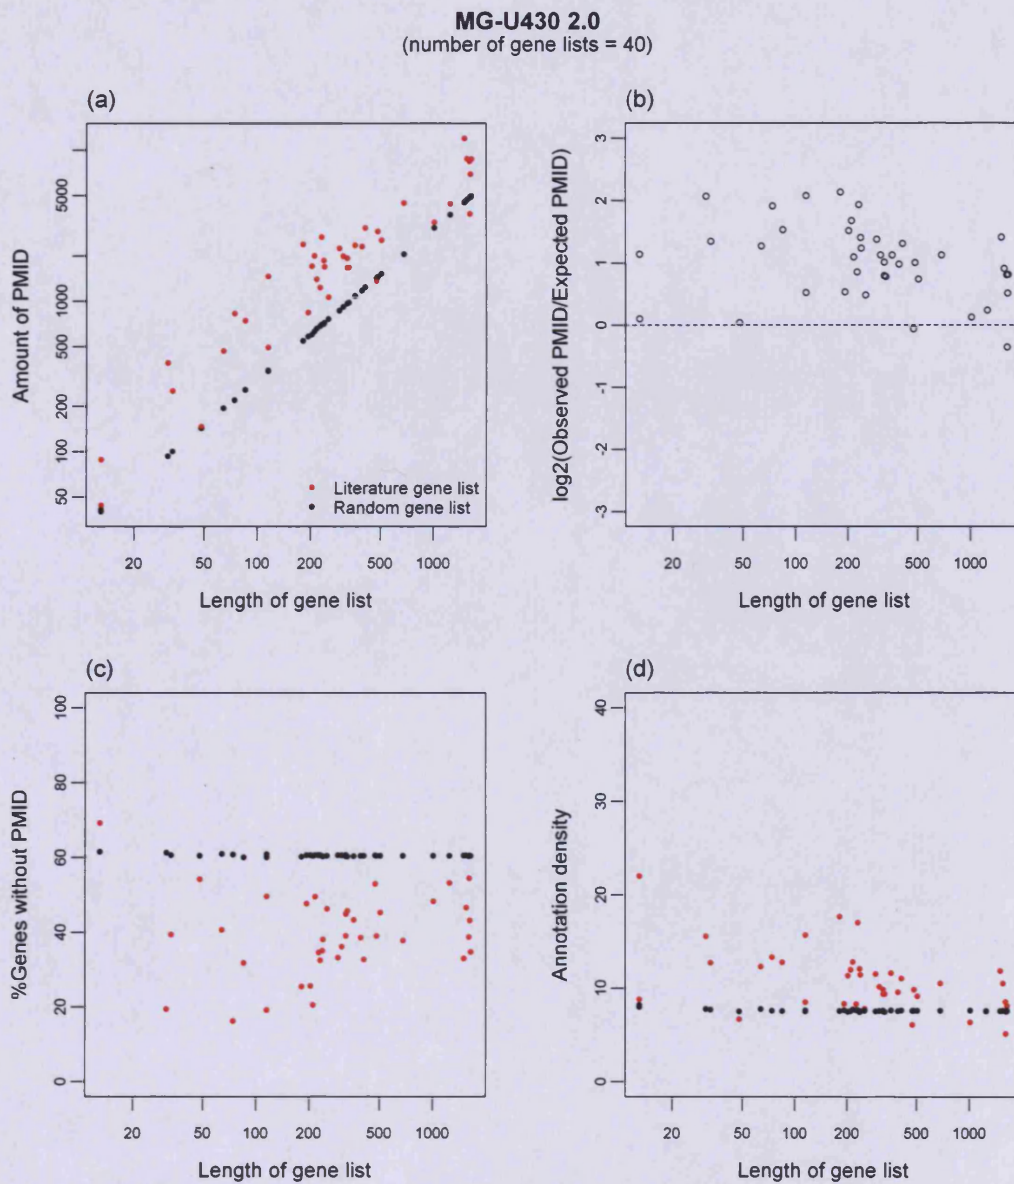 MG-U430 2.0
(number of gene lists = 40)
(a)
Amount of PMID
5000
1000
500
200
100
50
Literature gene list
Random gene list
20 50 100 200 500 1000
Length of gene list
(b)
log2(Observed PMID/Expected PMID)
3
2
1
0
-1
-2
-3
20 50 100 200 500 1000
Length of gene list
(c)
%Genes without PMID
100
80
60
40
20
0
20 50 100 200 500 1000
Length of gene list
(d)
Annotation density
40
30
20
10
0
20 50 100 200 500 1000
Length of gene list